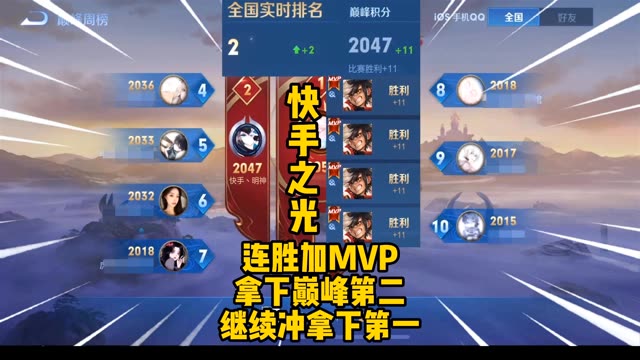 巅峰周榜
全国实时排名
巅峰积分
iOS 手机QQ
全国
好友
2
+2
2047 +11
比赛胜利+11
2036
4
2033
5
2032
6
2018
7
2
2047
快手丶明神
MVP
胜利
+11
MVP
胜利
+11
MVP
胜利
+11
MVP
胜利
+11
8
2018
9
2017
10
2015
快手之光
连胜加MVP
拿下巅峰第二
继续冲拿下第一